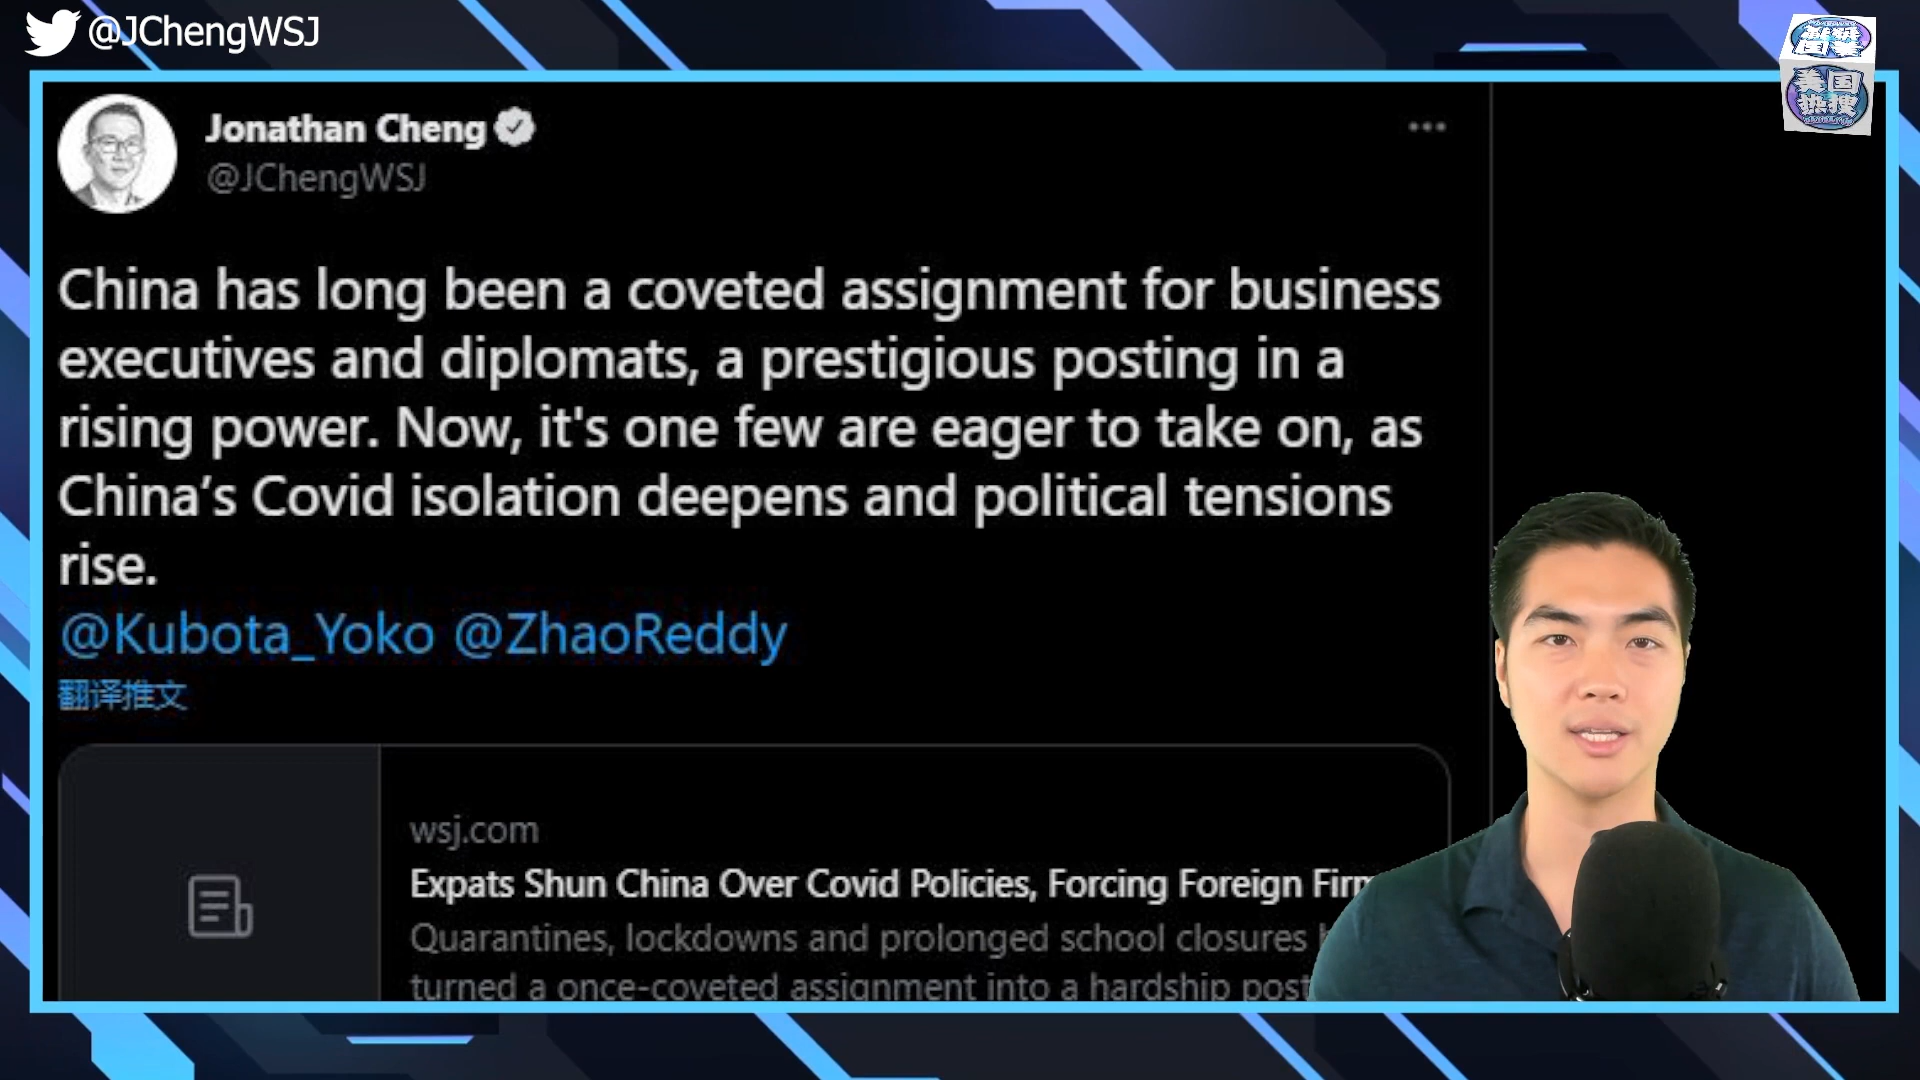 @JChengWSJ
美国
热搜
Jonathan Cheng
@JChengWSJ
China has long been a coveted assignment for business
executives and diplomats, a prestigious posting in a
rising power. Now, it's one few are eager to take on, as
China’s Covid isolation deepens and political tensions
rise.
@Kubota_Yoko @ZhaoReddy
翻译推文
wsj.com
Expats Shun China Over Covid Policies, Forcing Foreign Firm
Quarantines, lockdowns and prolonged school closures
turned a once-coveted assignment into a hardship post